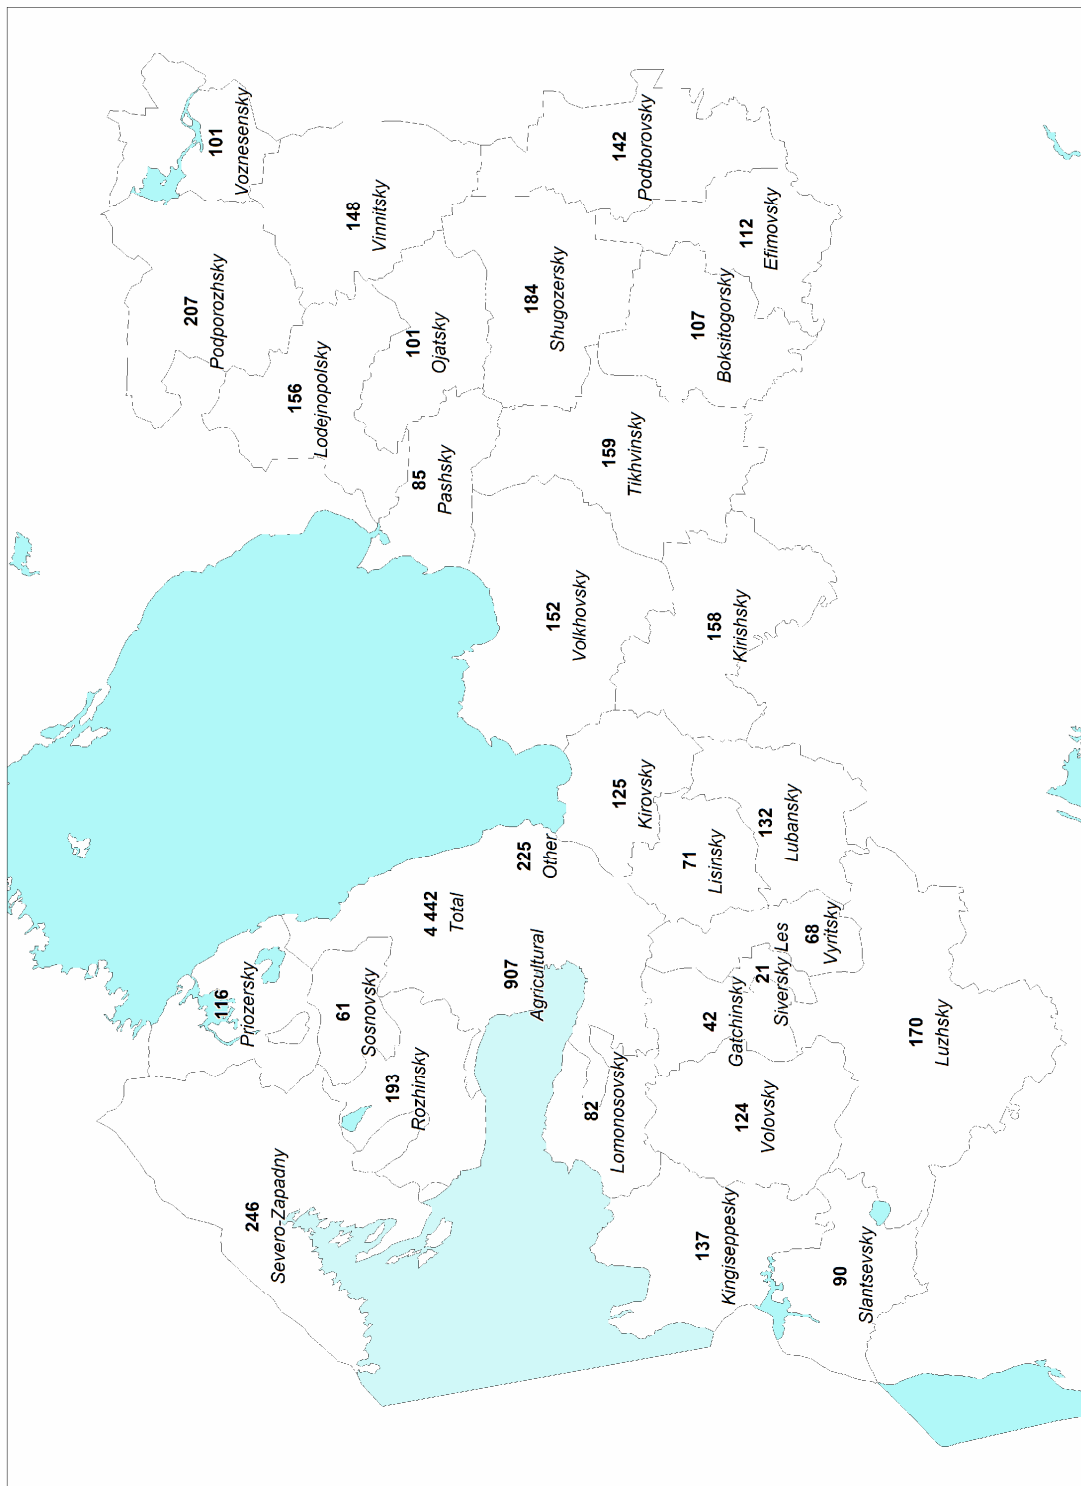 101
Voznesensky
207
Podporozhsky
148
Vinnitsky
156
Lodejnopolsky
101
Ojatsky
85
Pashsky
184
Shugozersky
142
Podborovsky
112
Efimovsky
107
Boksitogorsky
159
Tikhvinsky
152
Volkhovsky
158
Kirishsky
125
Kirovsky
71
Lisinsky
132
Lubansky
225
Other
4 442
Total
907
Agricultural
116
Priozersky
61
Sosnovsky
193
Rozhinsky
246
Severo-Zapadny
82
Lomonosovsky
42
Gatchinsky
21
Siversky Les
68
Vyritsky
124
Volovsky
170
Luzhsky
137
Kingiseppesky
90
Slantsevsky